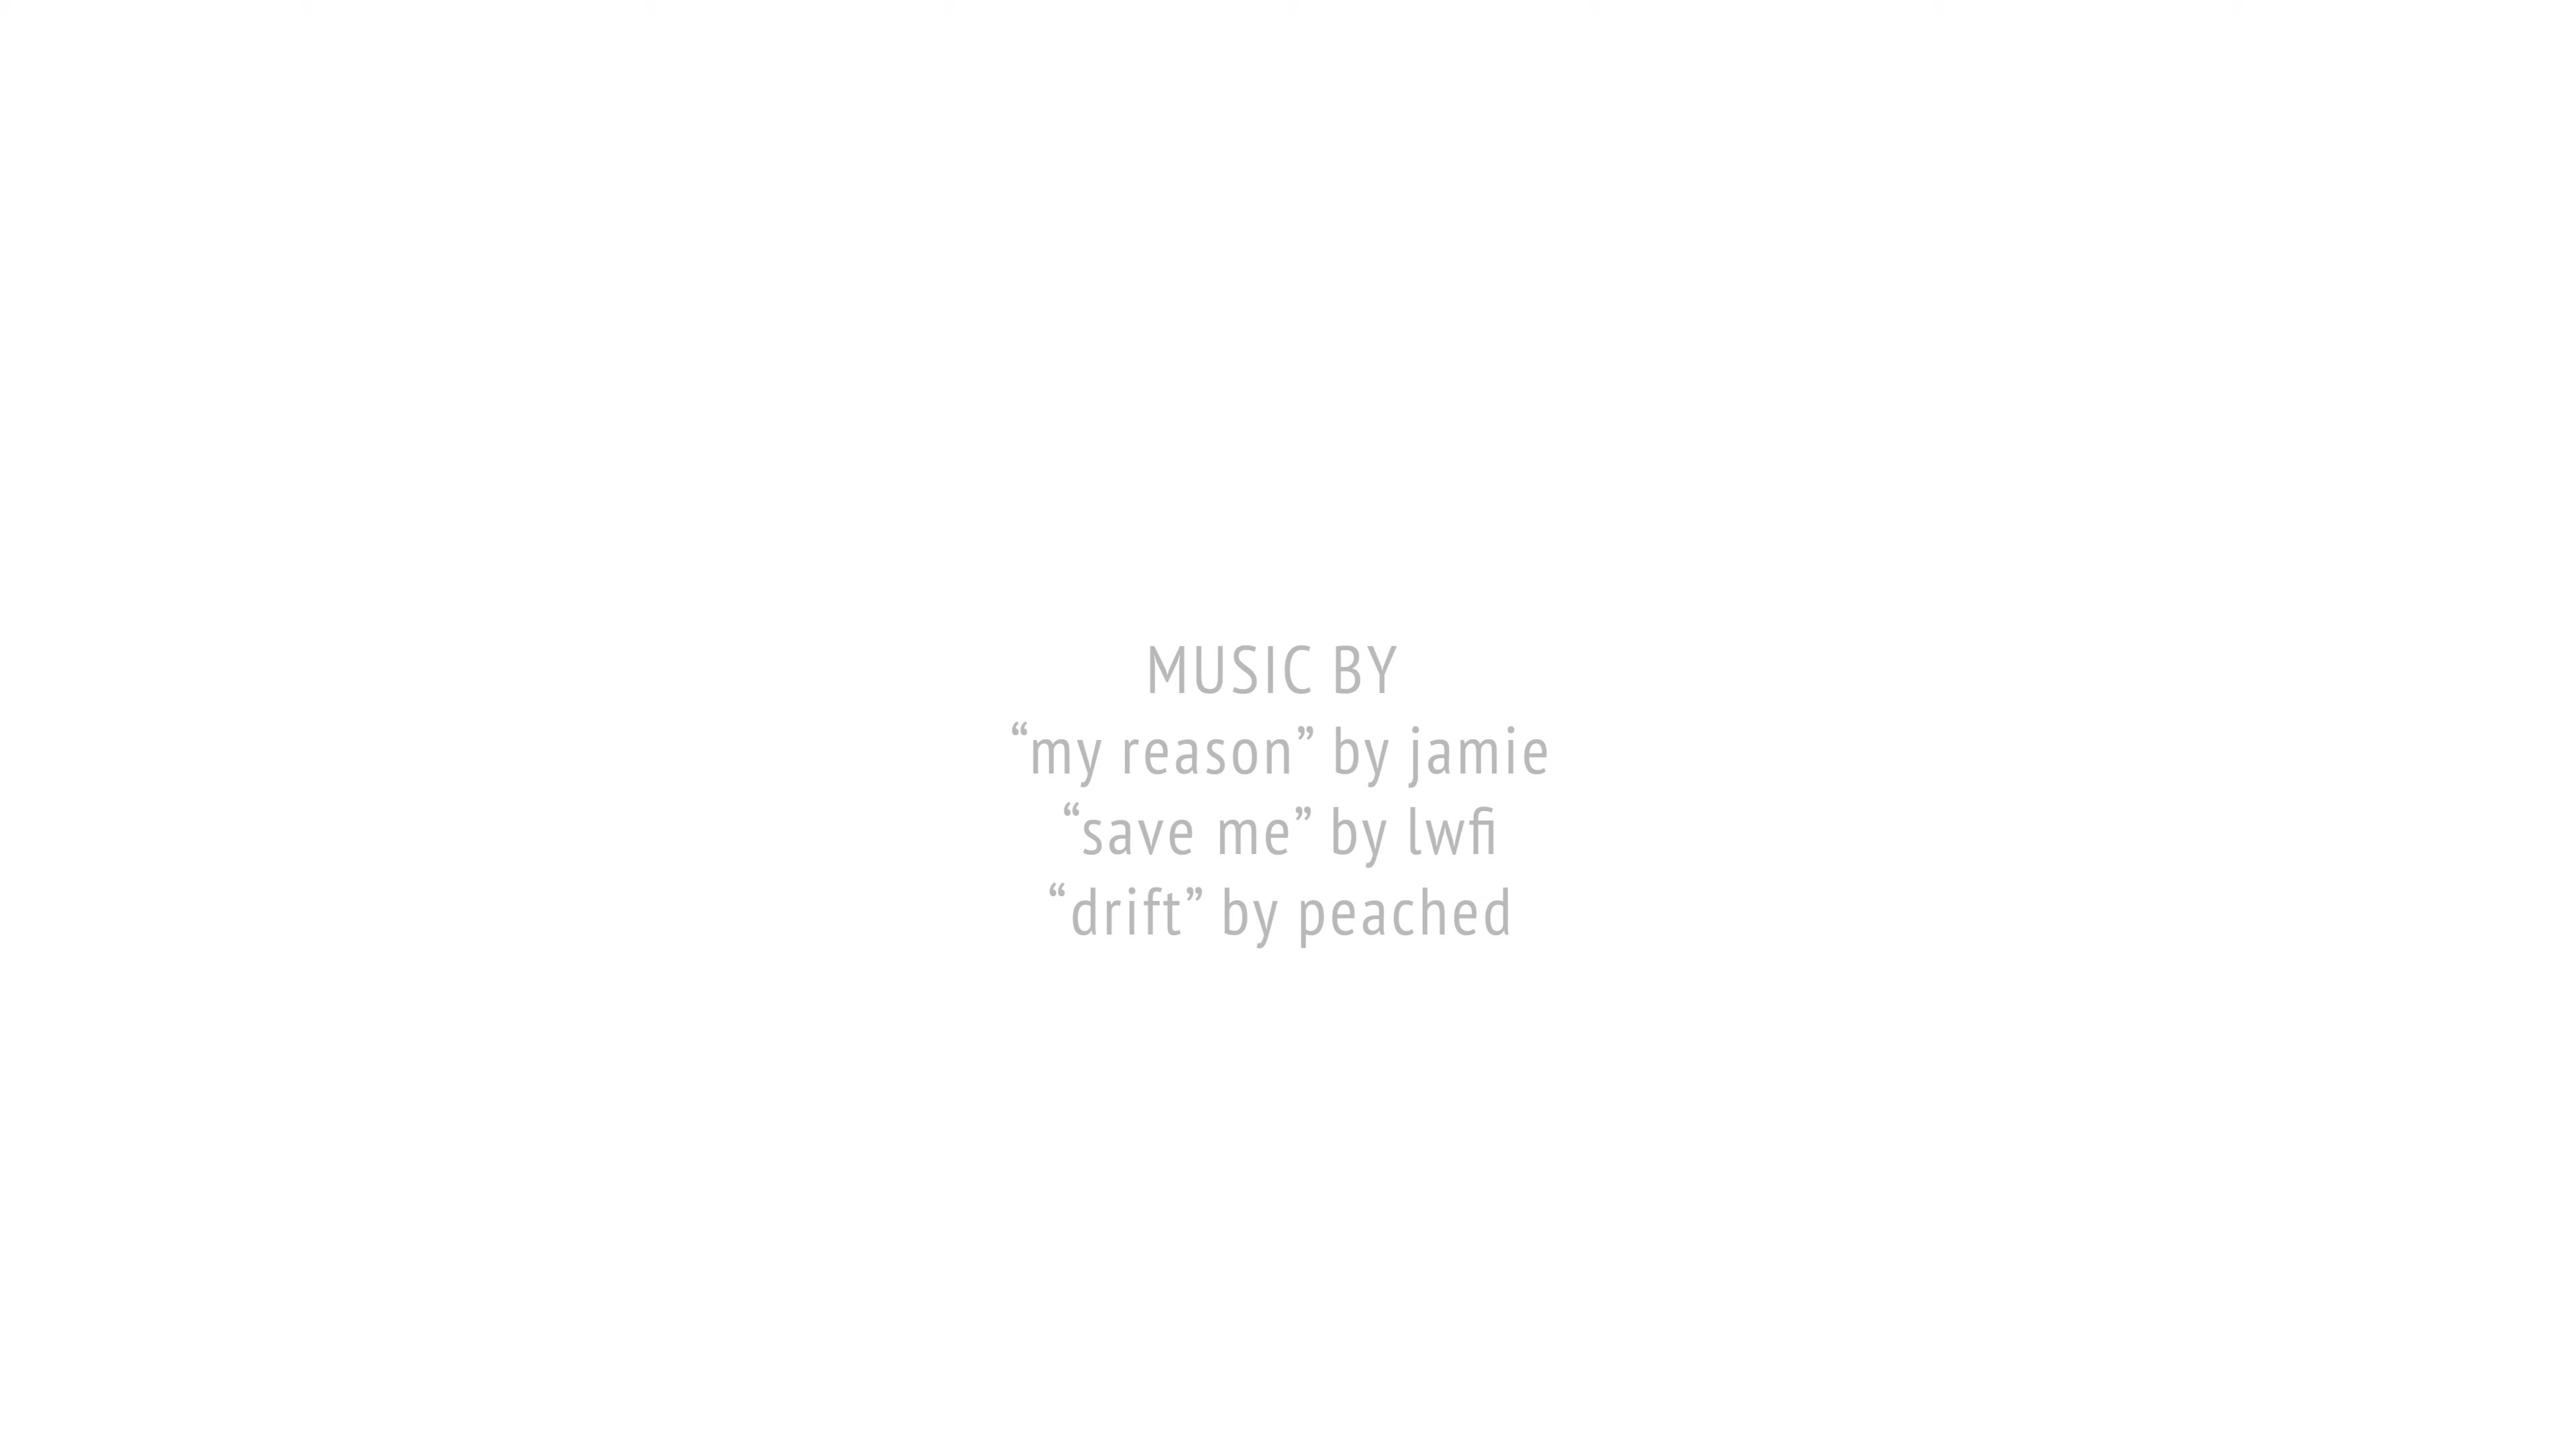 MUSIC BY
“my reason” by jamie
“save me” by lwfi
“drift” by peached